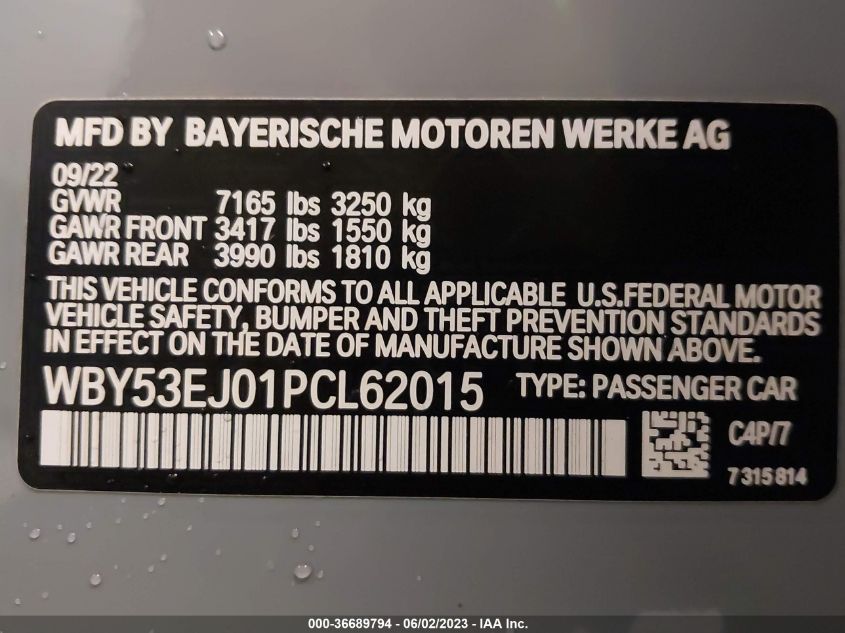 MFD BY BAYERISCHE MOTOREN WERKE AG
09/22
GVWR 7165 lbs 3250 kg
GAWR FRONT 3417 lbs 1550 kg
GAWR REAR 3990 lbs 1810 kg
THIS VEHICLE CONFORMS TO ALL APPLICABLE U.S.FEDERAL MOTOR
VEHICLE SAFETY, BUMPER AND THEFT PREVENTION STANDARDS
IN EFFECT ON THE DATE OF MANUFACTURE SHOWN ABOVE.
WBY53EJ01PCL62015 TYPE: PASSENGER CAR
C4P/7
7 315 814
000-36689794 - 06/02/2023 - IAA Inc.